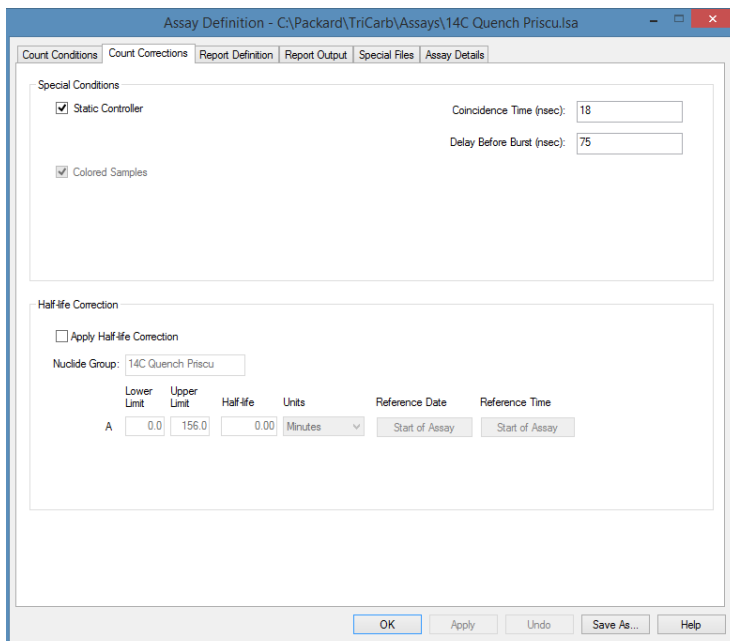 Assay Definition - C:\Packard\TriCarb\Assays\14C Quench Priscu.lsa
Count Conditions Count Corrections Report Definition Report Output Special Files Assay Details
Special Conditions
Static Controller Coincidence Time (nsec): 18
Delay Before Burst (nsec): 75
Colored Samples
Half-life Correction
Apply Half-life Correction
Nuclide Group: 14C Quench Priscu
Lower Limit Upper Limit Half-life Units Reference Date Reference Time
A 0.0 156.0 0.00 Minutes Start of Assay Start of Assay
OK Apply Undo Save As... Help